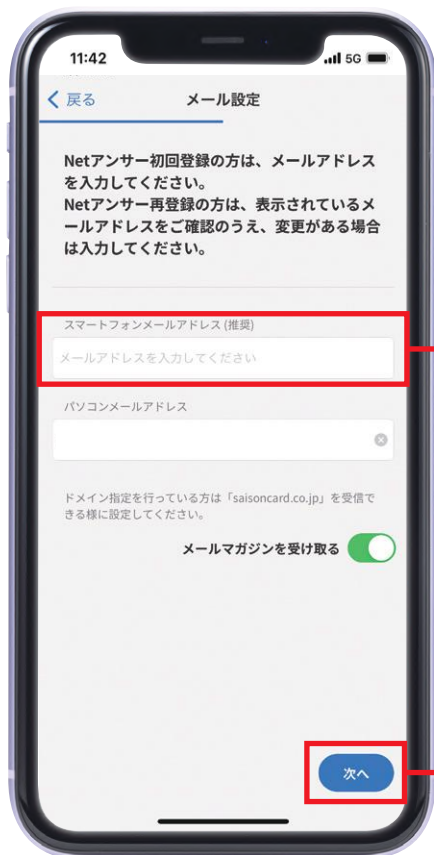 11:42
5G
戻る
メール設定
Netアンサー初回登録の方は、メールアドレス
を入力してください。
Netアンサー再登録の方は、表示されているメ
ールアドレスをご確認のうえ、変更がある場合
は入力してください。
スマートフォンメールアドレス (推奨)
メールアドレスを入力してください
パソコンメールアドレス
ドメイン指定を行っている方は「saisoncard.co.jp」を受信で
きる様に設定してください。
メールマガジンを受け取る
次へ